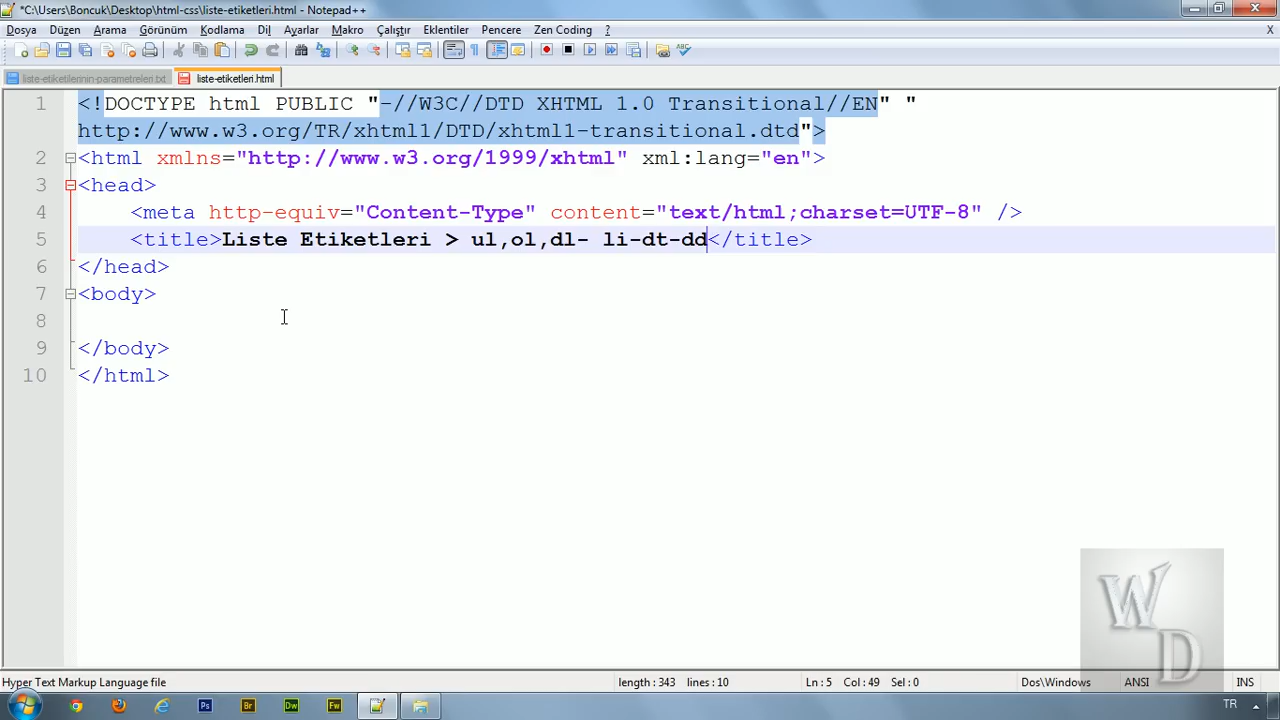 *C:\Users\Boncuk\Desktop\html-css\liste-etiketleri.html - Notepad++
Dosya Düzen Arama Görünüm Kodlama Dil Ayarlar Makro Çalıştır Eklentiler Pencere Zen Coding ? X
liste-etiketilerinin-parametreleri.txt liste-etiketleri.html
1 <!DOCTYPE html PUBLIC "-//W3C//DTD XHTML 1.0 Transitional//EN" "
http://www.w3.org/TR/xhtml1/DTD/xhtml1-transitional.dtd">
2 <html xmlns="http://www.w3.org/1999/xhtml" xml:lang="en">
3 <head>
4 <meta http-equiv="Content-Type" content="text/html;charset=UTF-8" />
5 <title>Liste Etiketleri > ul,ol,dl- li-dt-dd</title>
6 </head>
7 <body>
8
9 </body>
10 </html>
WD
Hyper Text Markup Language file length : 343 lines : 10 Ln : 5 Col : 49 Sel : 0 Dos\Windows ANSI INS
Ps Br Dw Fw TR